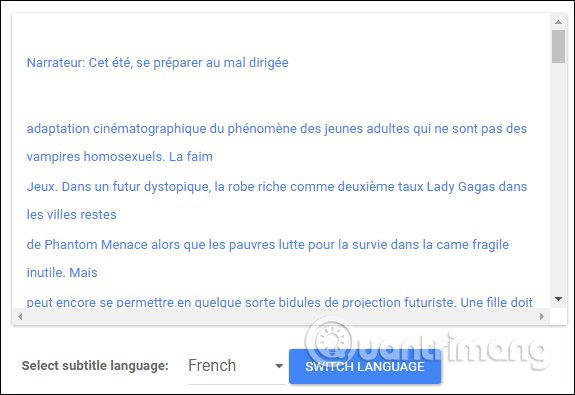 Narrateur: Cet été, se préparer au mal dirigée
adaptation cinématographique du phénomène des jeunes adultes qui ne sont pas des
vampires homosexuels. La faim
Jeux. Dans un futur dystopique, la robe riche comme deuxième taux Lady Gagas dans
les villes restes
de Phantom Menace alors que les pauvres lutte pour la survie dans la came fragile
inutile. Mais
peut encore se permettre en quelque sorte bidules de projection futuriste. Une fille doit
Quantrimang
Select subtitle language: French SWITCH LANGUAGE